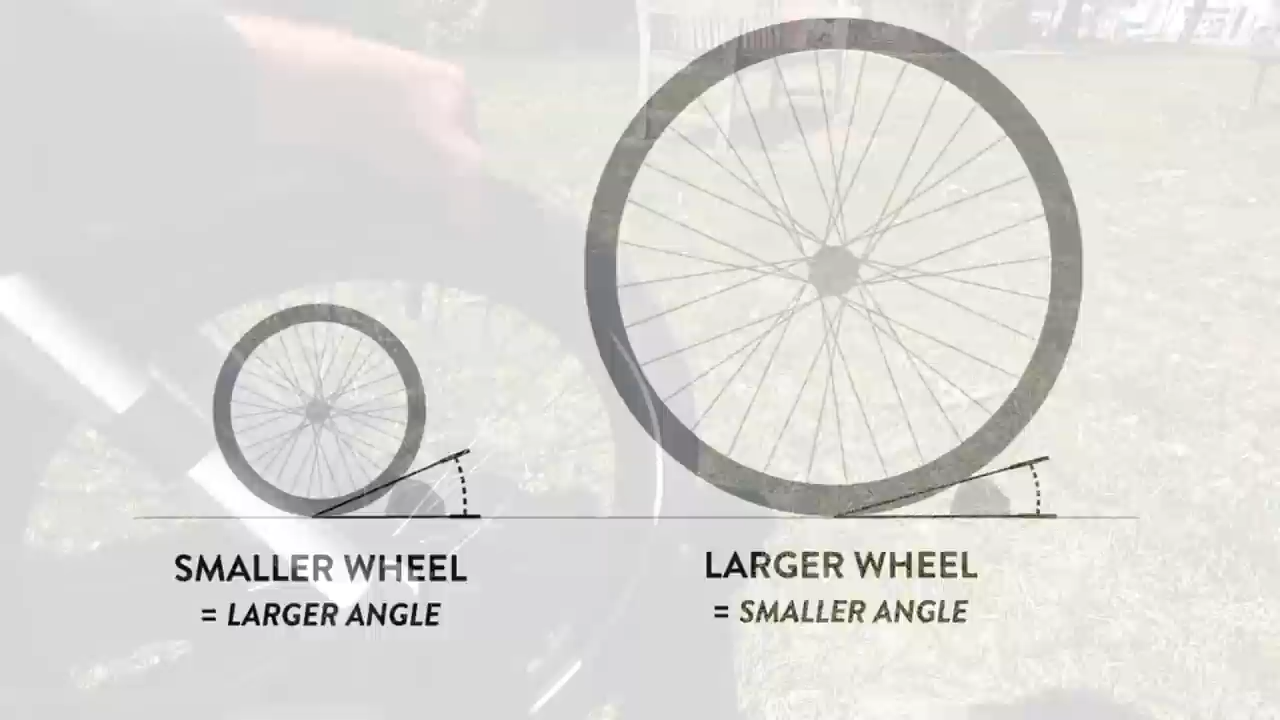 SMALLER WHEEL
= LARGER ANGLE
LARGER WHEEL
= SMALLER ANGLE